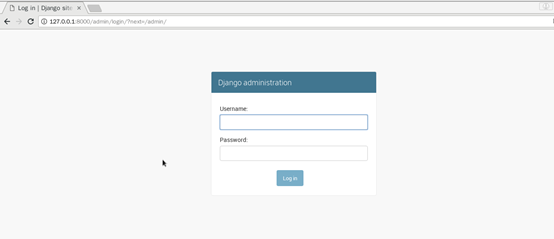 Log in | Django site
127.0.0.1:8000/admin/login/?next=/admin/
Django administration
Username:
Password:
Log in